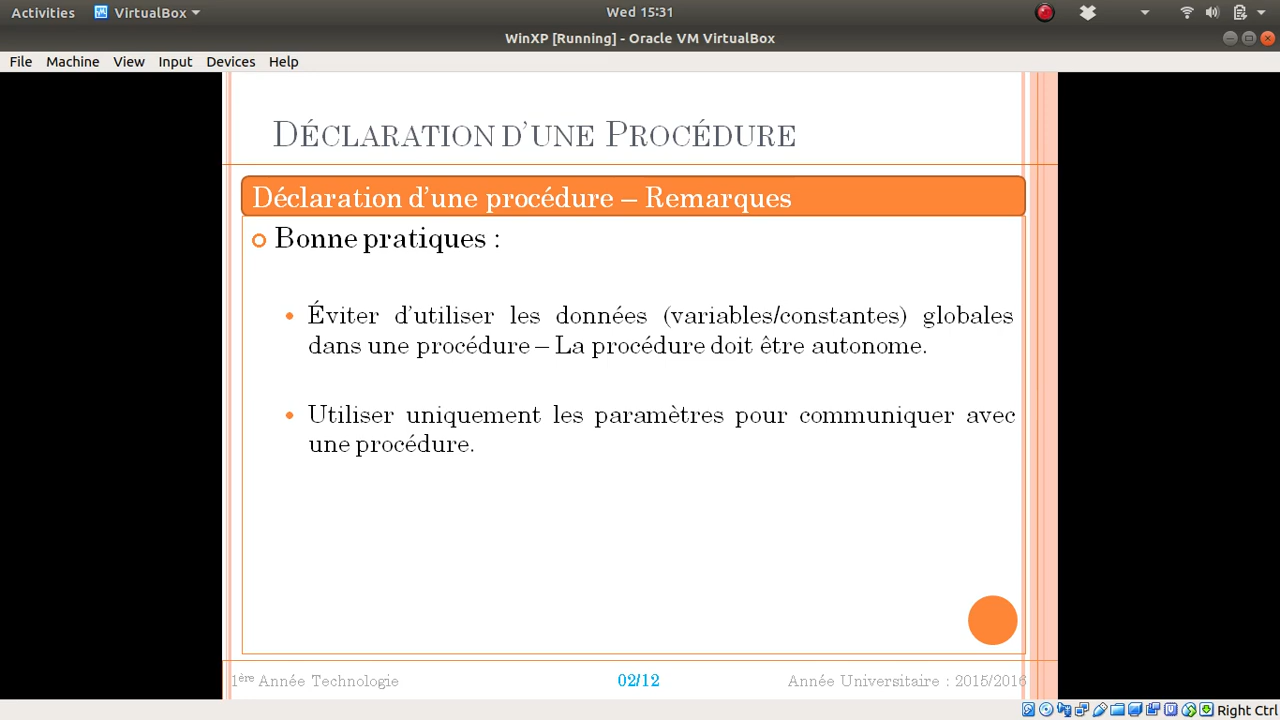 Activities VirtualBox Wed 15:31
WinXP [Running] - Oracle VM VirtualBox
File Machine View Input Devices Help
Déclaration d'une Procédure
Déclaration d'une procédure – Remarques
Bonne pratiques :
Éviter d'utiliser les données (variables/constantes) globales
dans une procédure – La procédure doit être autonome.
Utiliser uniquement les paramètres pour communiquer avec
une procédure.
1ère Année Technologie 02/12 Année Universitaire : 2015/2016
Right Ctrl